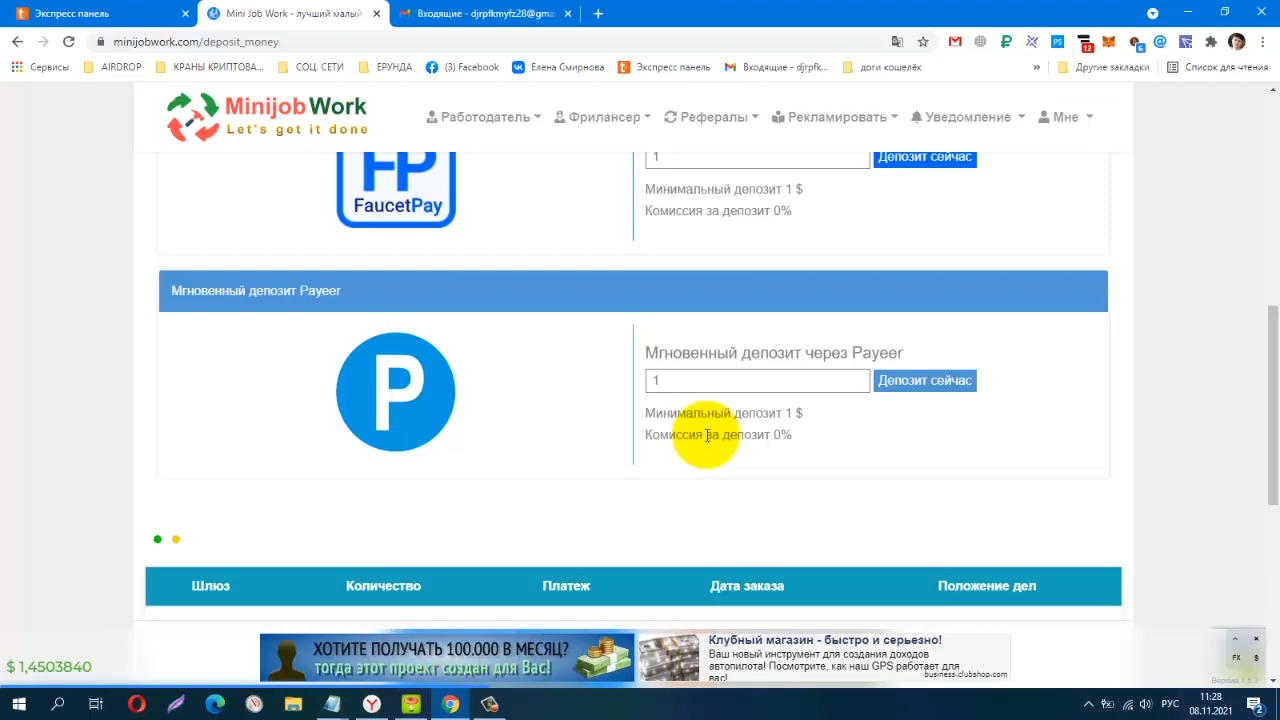 Экспресс панель
Mini Job Work - лучший малый
Входящие - djrpfkmyfz28@gmai
minijobwork.com/deposit_money
Сервисы
AIRDROP
КРАНЫ КРИПТОВА...
СОЦ. СЕТИ
ЕРУНДА
(3) Facebook
Елена Смирнова
Экспресс панель
Входящие - djrpfk...
доги кошелёк
»
Другие закладки
Список для чтения
Minijob Work
Let's get it done
Работодатель
Фрилансер
Рефералы
Рекламировать
Уведомление
Мне
FP
FaucetPay
1
Депозит сейчас
Минимальный депозит 1 $
Комиссия за депозит 0%
Мгновенный депозит Payeer
P
Мгновенный депозит через Payeer
1
Депозит сейчас
Минимальный депозит 1 $
Комиссия за депозит 0%
Шлюз
Количество
Платеж
Дата заказа
Положение дел
$ 1,4503840
ХОТИТЕ ПОЛУЧАТЬ 100.000 В МЕСЯЦ?
тогда этот проект создан для Вас!
Клубный магазин - быстро и серьезно!
Ваш новый инструмент для создания доходов
автопилота! Посмотрите, как наш GPS работает для
вас!
business.clubshop.com
FX $
Версия 1.5.3
РУС
11:28
08.11.2021